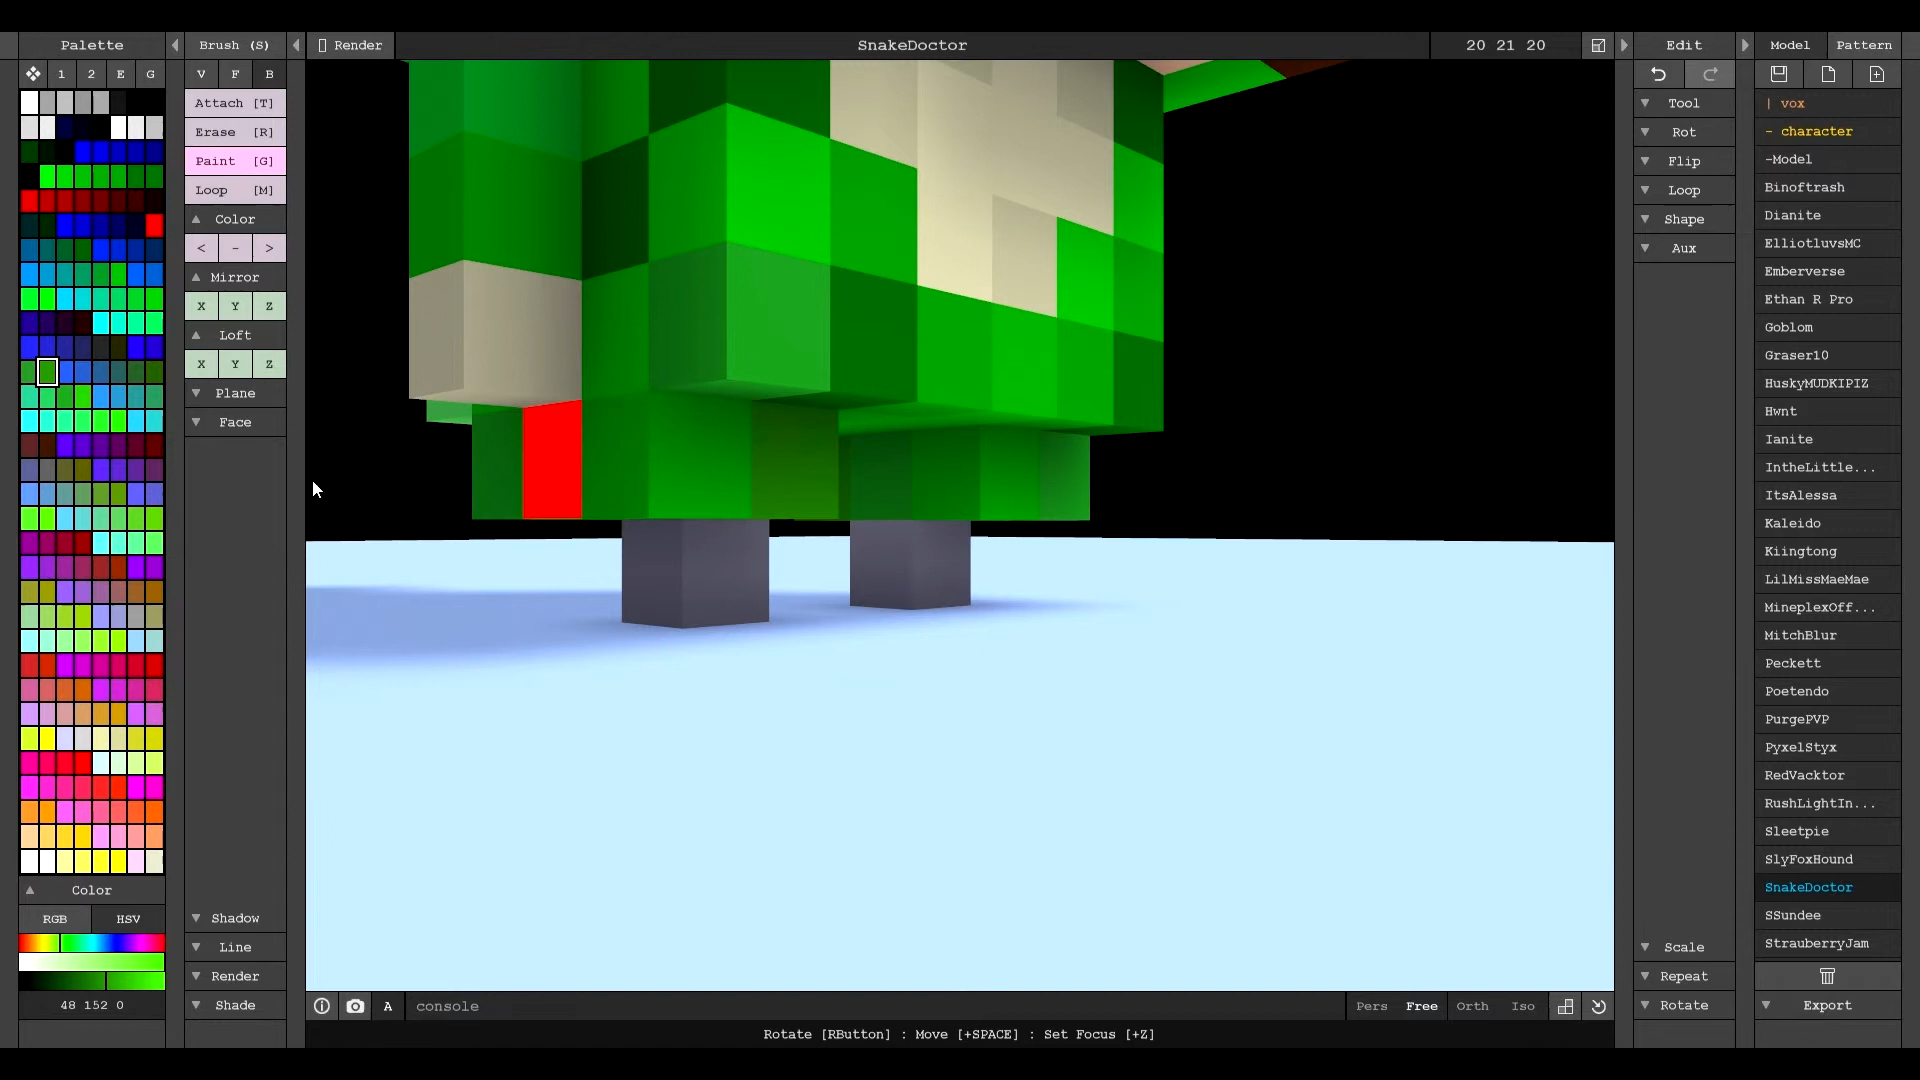 Palette
Brush (S)
Render
SnakeDoctor
20 21 20
Edit
Model
Pattern
1 2 E G
V F B
Attach [T]
Erase [R]
Paint [G]
Loop [M]
Color
< - >
Mirror
X Y Z
Loft
X Y Z
Plane
Face
Shadow
Line
Render
Shade
Color
RGB HSV
48 152 0
A
console
Pers Free Orth Iso
Rotate [RButton] : Move [+SPACE] : Set Focus [+Z]
Tool
Rot
Flip
Loop
Shape
Aux
Scale
Repeat
Rotate
| vox
- character
-Model
Binoftrash
Dianite
ElliotluvsMC
Emberverse
Ethan R Pro
Goblom
Graser10
HuskyMUDKIPIZ
Hwnt
Ianite
IntheLittle...
ItsAlessa
Kaleido
Kiingtong
LilMissMaeMae
MineplexOff...
MitchBlur
Peckett
Poetendo
PurgePVP
PyxelStyx
RedVacktor
RushLightIn...
Sleetpie
SlyFoxHound
SnakeDoctor
SSundee
StrauberryJam
Export